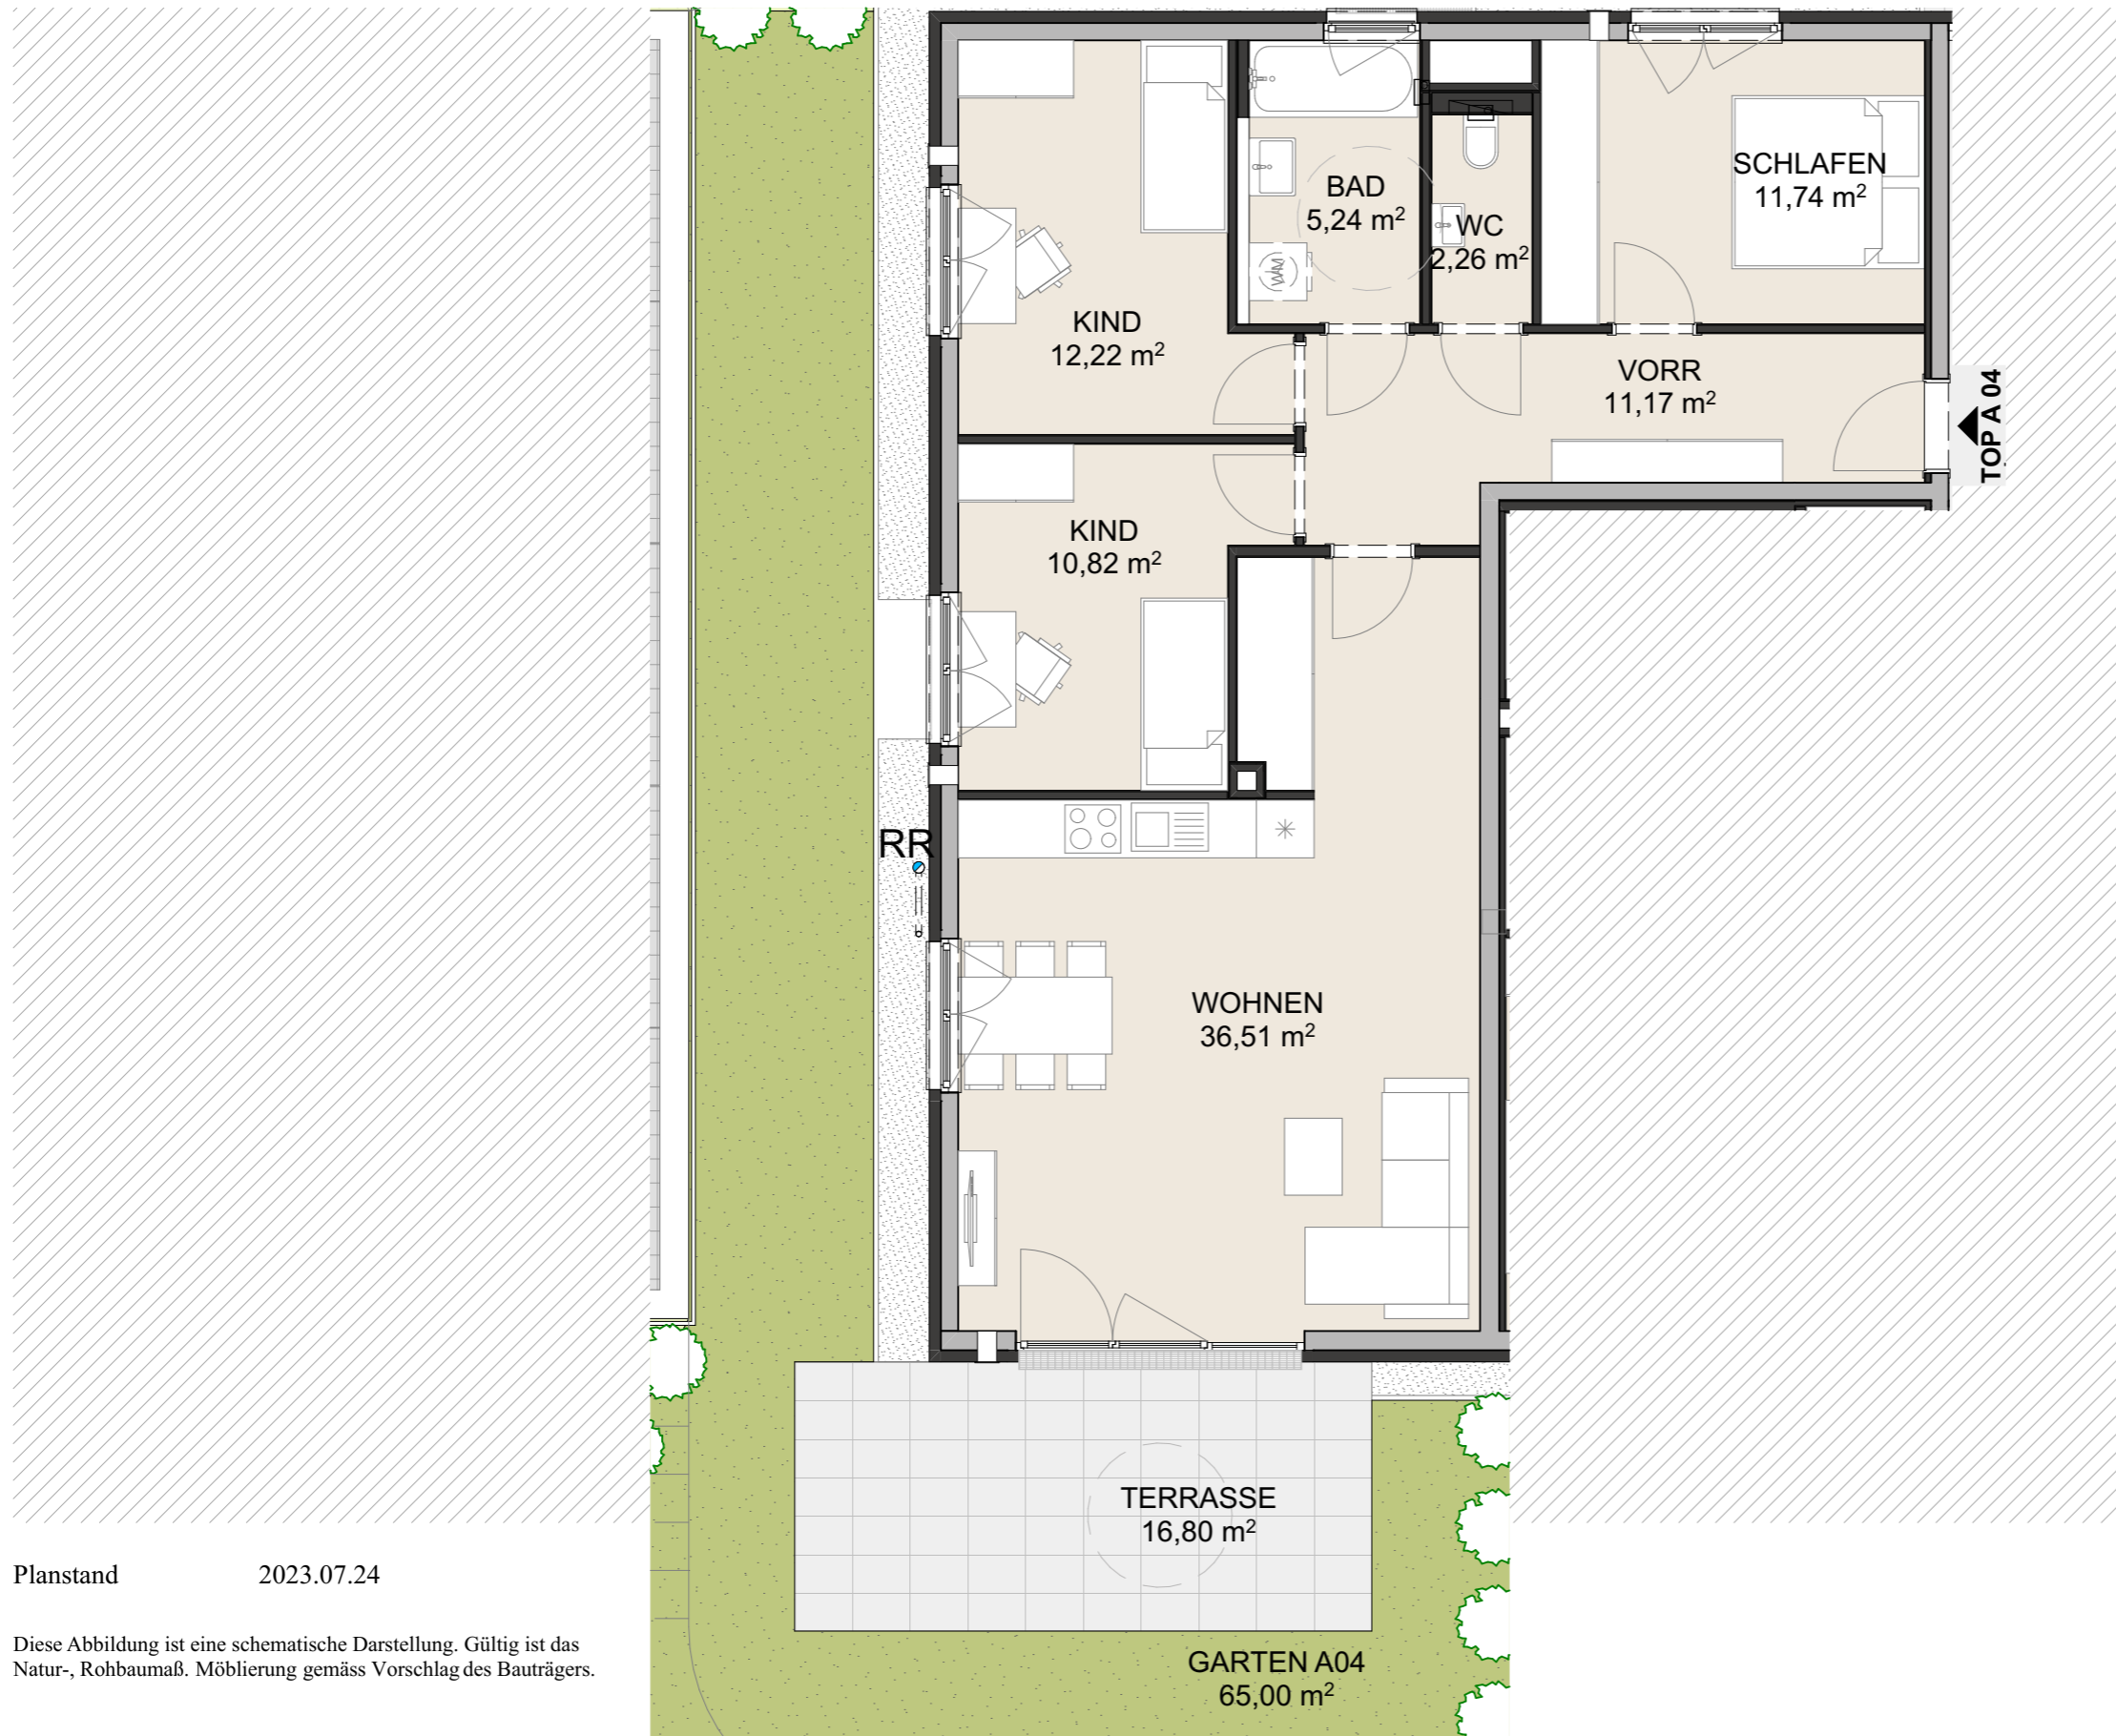 SCHLAFEN
11,74 m²
BAD
5,24 m²
WC
2,26 m²
WM
KIND
12,22 m²
VORR
11,17 m²
TOP A 04
KIND
10,82 m²
RR
WOHNEN
36,51 m²
TERRASSE
16,80 m²
Planstand 2023.07.24
Diese Abbildung ist eine schematische Darstellung. Gültig ist das
Natur-, Rohbaumaß. Möblierung gemäss Vorschlag des Bauträgers.
GARTEN A04
65,00 m²